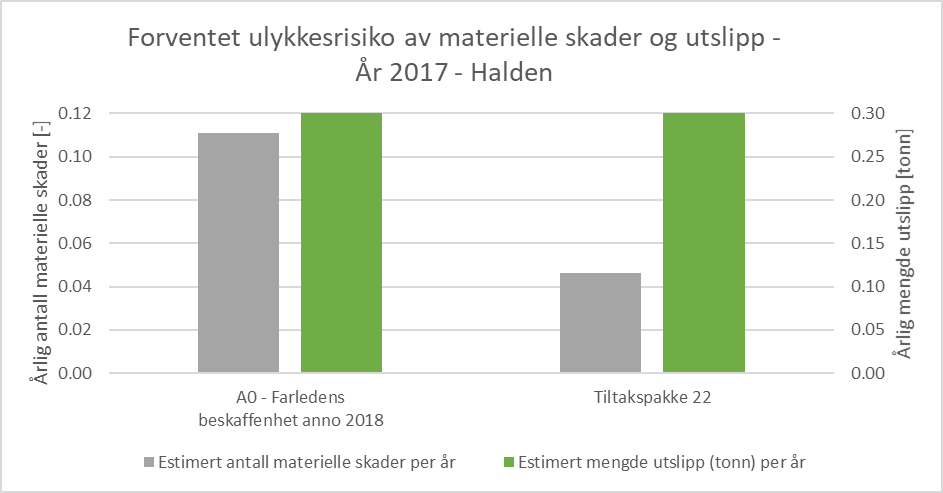 Forventet ulykkesrisiko av materielle skader og utslipp -
År 2017 - Halden
Årlig antall materielle skader [-]
0.12
0.10
0.08
0.06
0.04
0.02
0.00
0.30
0.25
0.20
0.15
0.10
0.05
0.00
Årlig mengde utslipp [tonn]
A0 - Farledens
beskaffenhet anno 2018
Tiltakspakke 22
Estimert antall materielle skader per år
Estimert mengde utslipp (tonn) per år